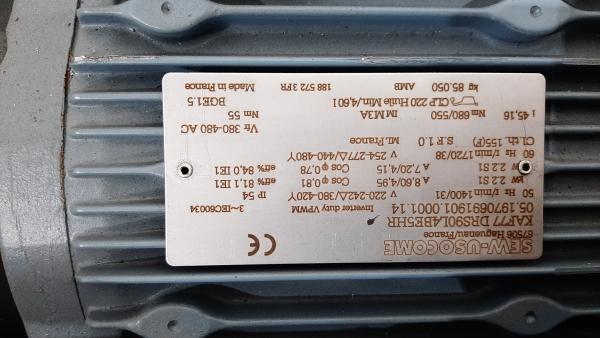 SEW-USOCOME
67506 Haguenau/France
CE
KAF77 DRS90L4BE5HR
05.1970691901.0001.14 Inverter duty VPWM 3~IEC60034
50 Hz r/min 1400/31 V 220-242Δ/380-420Y IP 54
kW 2.2 S1 A 8,60/4,95 Cos φ 0,81 eff% 81,1 IE1
kW 2.2 S1 A 7,20/4,15 Cos φ 0,78 eff% 84,0 IE1
60 Hz r/min 1720/38 V 254-277Δ/440-480Y
Cl.th. 155(F) S.F.1.0 Ml. France Vfr 380-480 AC
i 45,16 Nm 680/550 IM M3A Nm 55
CLP 220 Huile Min./4,60 l BGE1.5
kg 85.050 AMB 188 572 3 FR Made in France